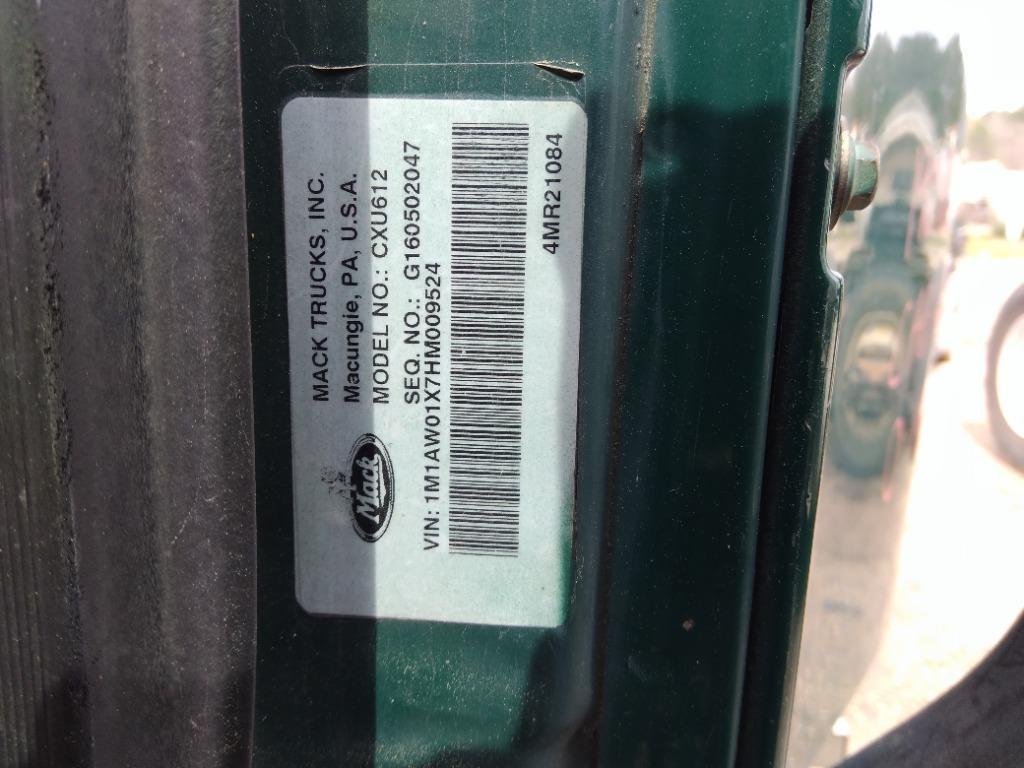 MACK TRUCKS, INC.
Macungie, PA, U.S.A.
MODEL NO.: CXU612
SEQ. NO.: G160502047
Mack
VIN: 1M1AW01X7HM009524
4MR21084